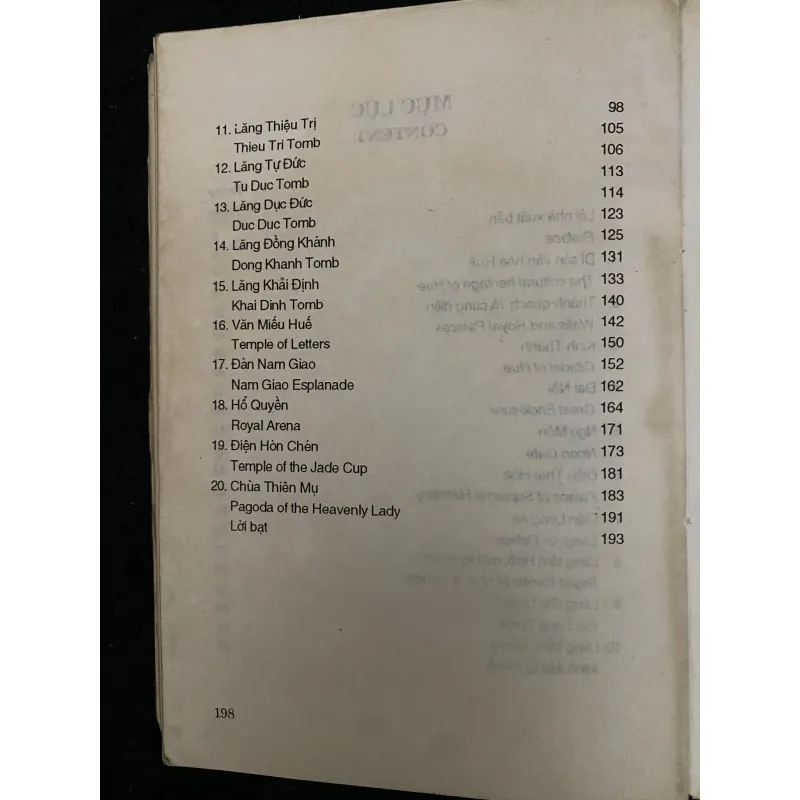 11. Lăng Thiệu Trị 98
Thieu Tri Tomb 105
12. Lăng Tự Đức 106
Tu Duc Tomb 113
13. Lăng Dục Đức 114
Duc Duc Tomb 123
14. Lăng Đồng Khánh 125
Dong Khanh Tomb 131
15. Lăng Khải Định 133
Khai Dinh Tomb 140
16. Văn Miếu Huế 142
Temple of Letters 150
17. Đàn Nam Giao 152
Nam Giao Esplanade 162
18. Hổ Quyền 164
Royal Arena 171
19. Điện Hòn Chén 173
Temple of the Jade Cup 181
20. Chùa Thiên Mụ 183
Pagoda of the Heavenly Lady 191
Lời bạt 193
198